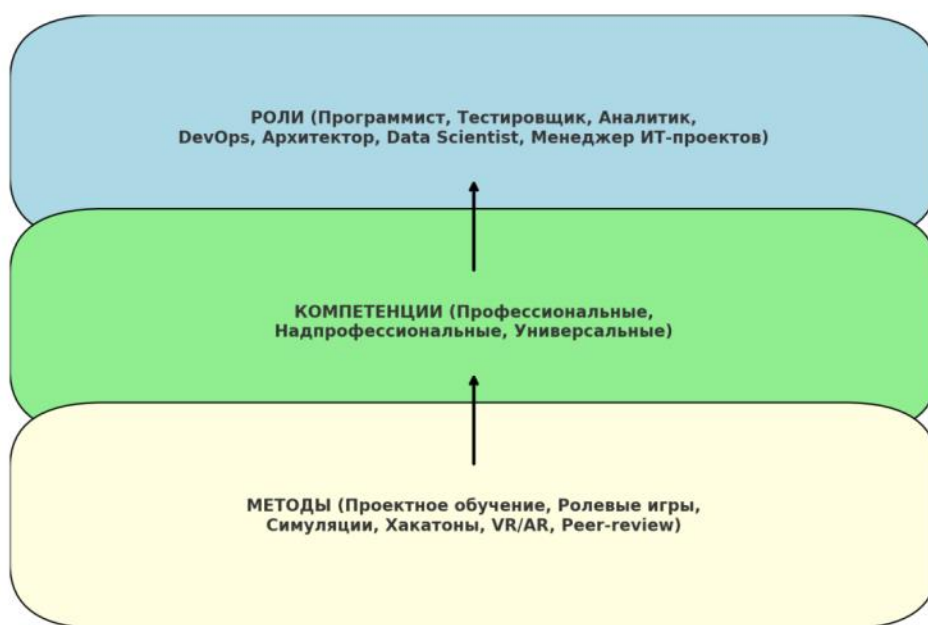 РОЛИ (Программист, Тестировщик, Аналитик,
DevOps, Архитектор, Data Scientist, Менеджер ИТ-проектов)
КОМПЕТЕНЦИИ (Профессиональные,
Надпрофессиональные, Универсальные)
МЕТОДЫ (Проектное обучение, Ролевые игры,
Симуляции, Хакатоны, VR/AR, Peer-review)